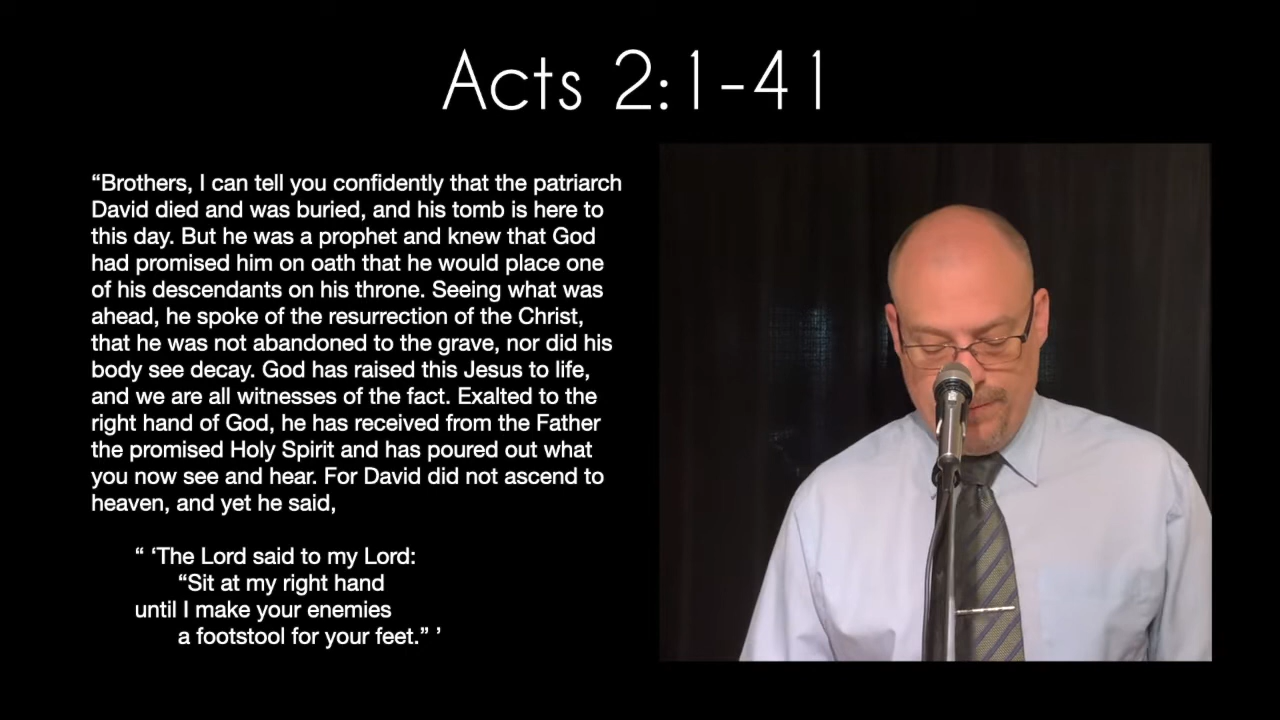 Acts 2:1-41
“Brothers, I can tell you confidently that the patriarch
David died and was buried, and his tomb is here to
this day. But he was a prophet and knew that God
had promised him on oath that he would place one
of his descendants on his throne. Seeing what was
ahead, he spoke of the resurrection of the Christ,
that he was not abandoned to the grave, nor did his
body see decay. God has raised this Jesus to life,
and we are all witnesses of the fact. Exalted to the
right hand of God, he has received from the Father
the promised Holy Spirit and has poured out what
you now see and hear. For David did not ascend to
heaven, and yet he said,
“ ‘The Lord said to my Lord:
“Sit at my right hand
until I make your enemies
a footstool for your feet.” ’